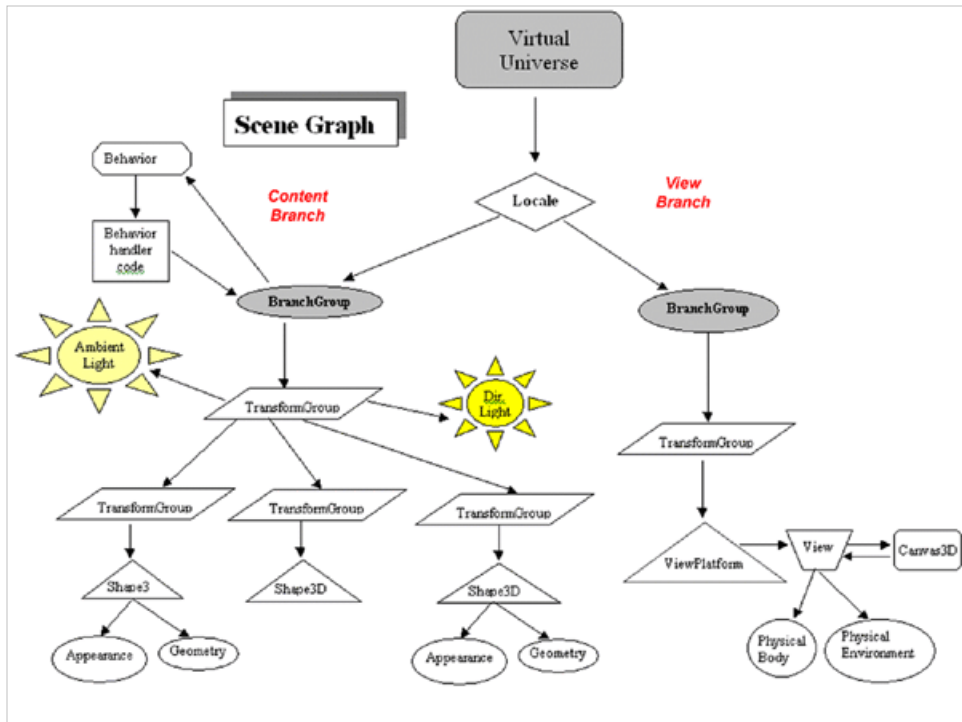 Virtual
Universe
Scene Graph
Behavior
Content
Branch
View
Branch
Locale
Behavior
handler
code
BranchGroup
BranchGroup
Ambient
Light
Dir.
Light
TransformGroup
TransformGroup
TransformGroup
TransformGroup
TransformGroup
Shape3
Shape3D
Shape3D
ViewPlatform
View
Canvas3D
Appearance
Geometry
Appearance
Geometry
Physical
Body
Physical
Environment